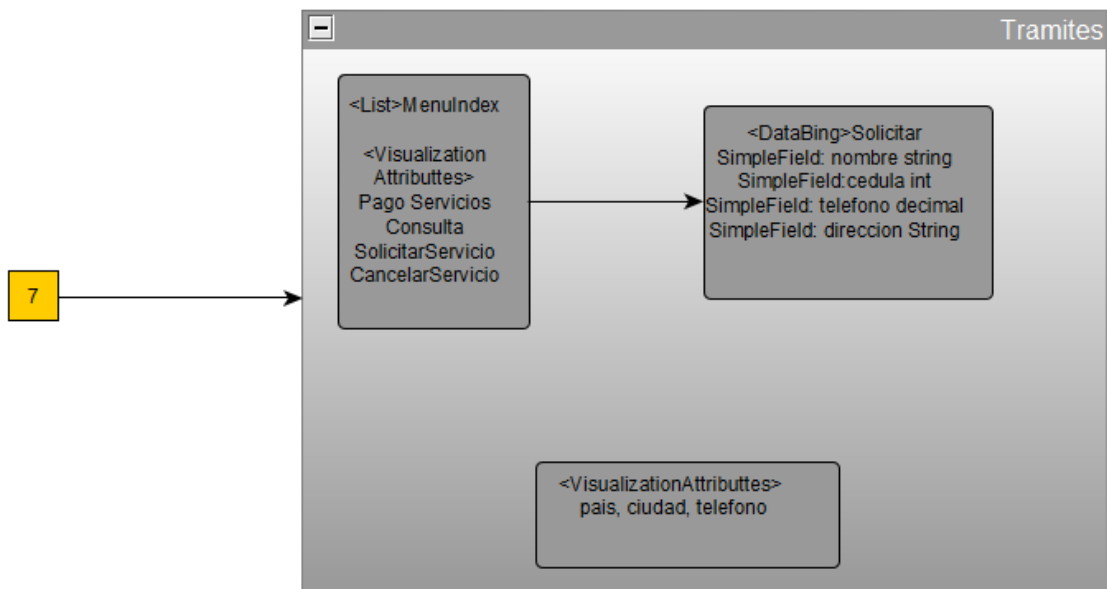 Tramites
<List>MenuIndex
<Visualization
Attributtes>
Pago Servicios
Consulta
SolicitarServicio
CancelarServicio
<DataBing>Solicitar
SimpleField: nombre string
SimpleField:cedula int
SimpleField: telefono decimal
SimpleField: direccion String
7
<VisualizationAttributtes>
pais, ciudad, telefono